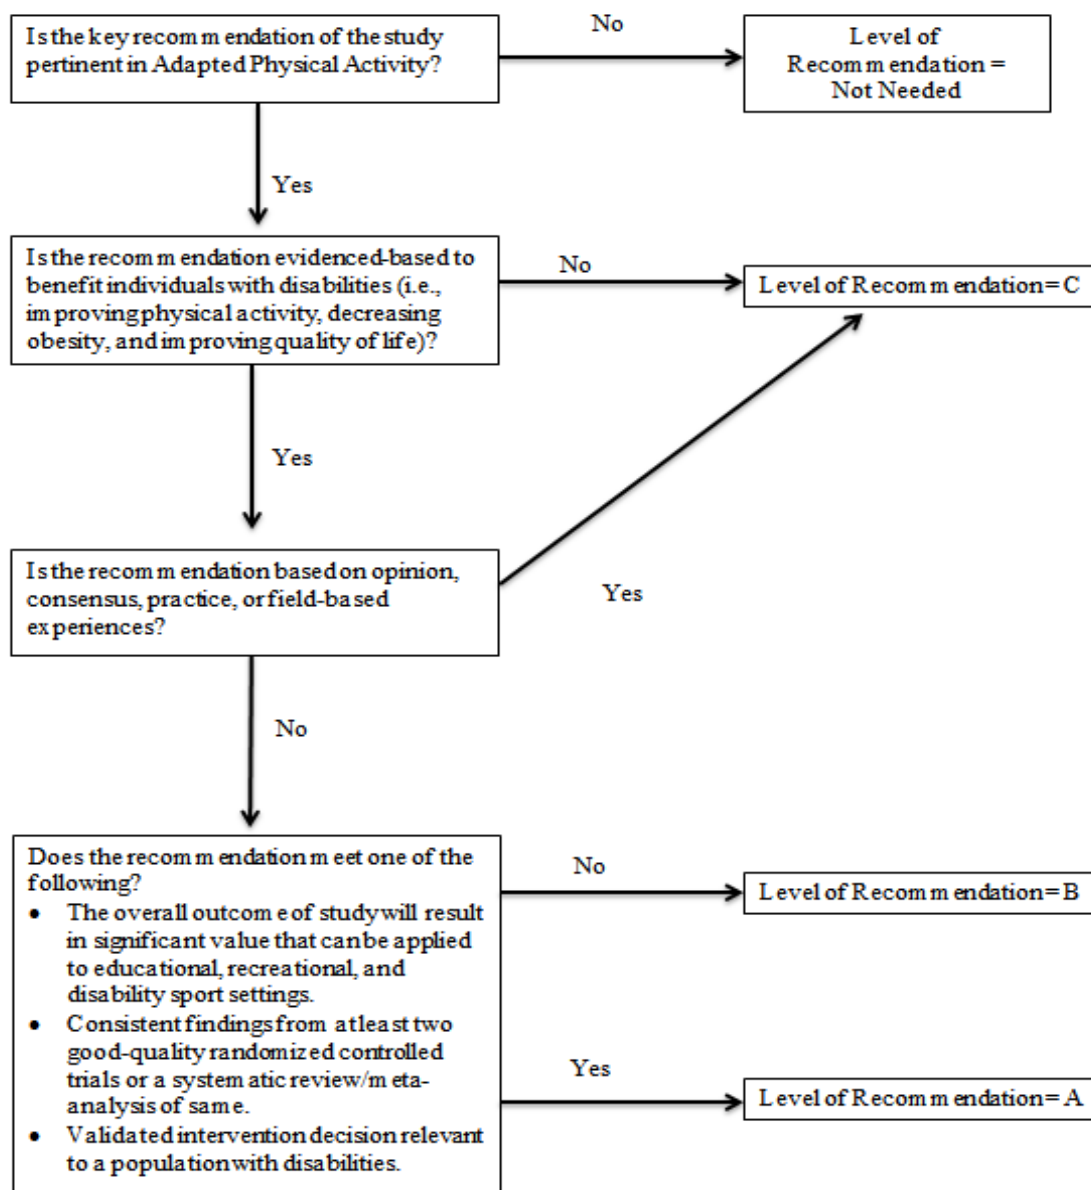 Is the key recommendation of the study
pertinent in Adapted Physical Activity?
No
Level of
Recommendation =
Not Needed
Yes
Is the recommendation evidenced-based to
benefit individuals with disabilities (i.e.,
improving physical activity, decreasing
obesity, and improving quality of life)?
No
Level of Recommendation = C
Yes
Is the recommendation based on opinion,
consensus, practice, or field-based
experiences?
Yes
No
Does the recommendation meet one of the
following?
• The overall outcome of study will result
in significant value that can be applied
to educational, recreational, and
disability sport settings.
• Consistent findings from at least two
good-quality randomized controlled
trials or a systematic review/meta-
analysis of same.
• Validated intervention decision relevant
to a population with disabilities.
No
Level of Recommendation = B
Yes
Level of Recommendation = A